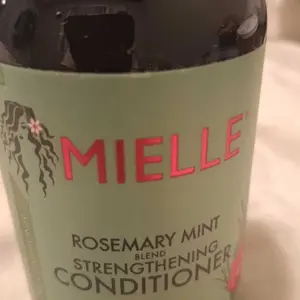 MIELLE
ROSEMARY MINT
BLEND
STRENGTHENING
CONDITIONER